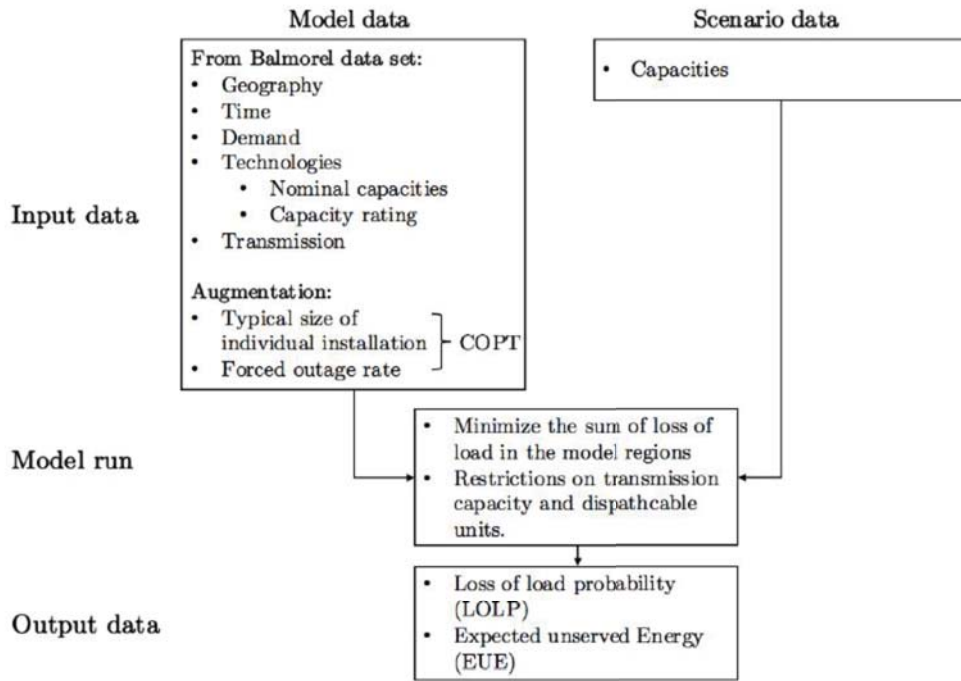 Model data
Scenario data
From Balmorel data set:
• Geography
• Time
• Demand
• Technologies
• Nominal capacities
• Capacity rating
• Transmission
Augmentation:
• Typical size of
individual installation
• Forced outage rate
COPT
• Capacities
Input data
Model run
• Minimize the sum of loss of
load in the model regions
• Restrictions on transmission
capacity and dispathcable
units.
Output data
• Loss of load probability
(LOLP)
• Expected unserved Energy
(EUE)